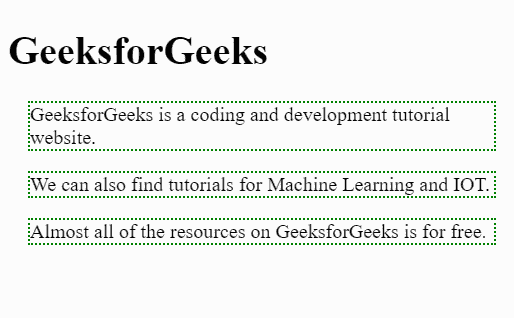 GeeksforGeeks
GeeksforGeeks is a coding and development tutorial
website.
We can also find tutorials for Machine Learning and IOT.
Almost all of the resources on GeeksforGeeks is for free.